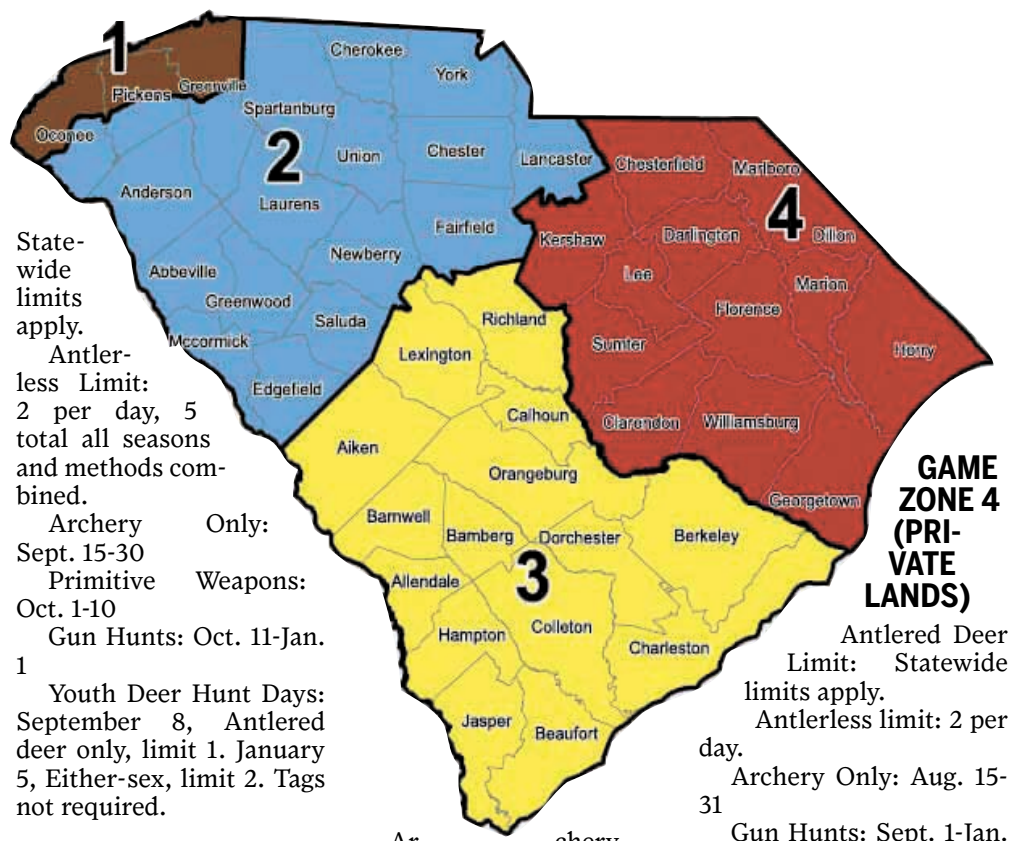 1
Cherokee
York
Pickens
Greenville
Spartanburg
Oconee
2
Union
Chester
Lancaster
Chesterfield
Marlboro
Anderson
Laurens
4
Fairfield
Kershaw
Darlington
Dillon
Newberry
Abbeville
Lee
Marion
Greenwood
Florence
Saluda
Richland
Mccormick
Lexington
Sumter
Horry
Edgefield
Calhoun
Clarendon
Williamsburg
Aiken
Orangeburg
Georgetown
Barnwell
Bamberg
Dorchester
Berkeley
Allendale
3
Hampton
Colleton
Charleston
Jasper
Beaufort
State-
wide
limits
apply.
Antler-
less Limit:
2 per day, 5
total all seasons
and methods com-
bined.
Archery Only:
Sept. 15-30
Primitive Weapons:
Oct. 1-10
Gun Hunts: Oct. 11-Jan.
1
Youth Deer Hunt Days:
September 8, Antlered
deer only, limit 1. January
5, Either-sex, limit 2. Tags
not required.
Ar chery
GAME
ZONE 4
(PRI-
VATE
LANDS)
Antlered Deer
Limit: Statewide
limits apply.
Antlerless limit: 2 per
day.
Archery Only: Aug. 15-
31
Gun Hunts: Sept. 1-Jan.